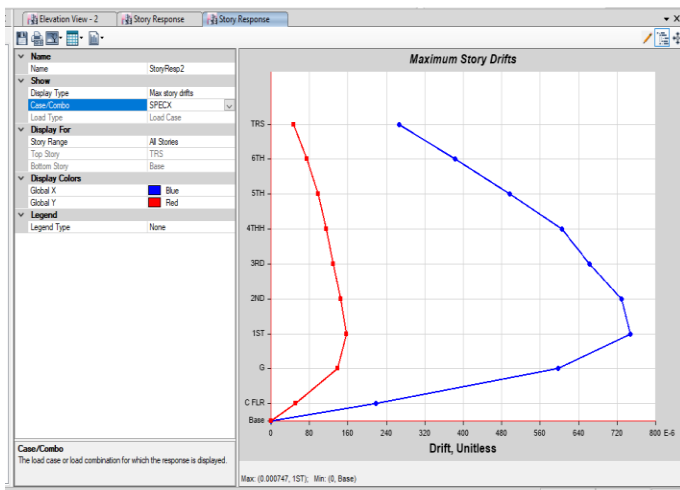 Elevation View - 2 Story Response Story Response
Name
Name StoryResp2
Show
Display Type Max story drifts
Case/Combo SPECX
Load Type Load Case
Display For
Story Range All Stories
Top Story TRS
Bottom Story Base
Display Colors
Global X Blue
Global Y Red
Legend
Legend Type None
Case/Combo
The load case or load combination for which the response is displayed.
Maximum Story Drifts
TRS
6TH
5TH
4THH
3RD
2ND
1ST
G
C FLR
Base
0 80 160 240 320 400 480 560 640 720 800 E-6
Drift, Unitless
Max: (0.000747, 1ST); Min: (0, Base)